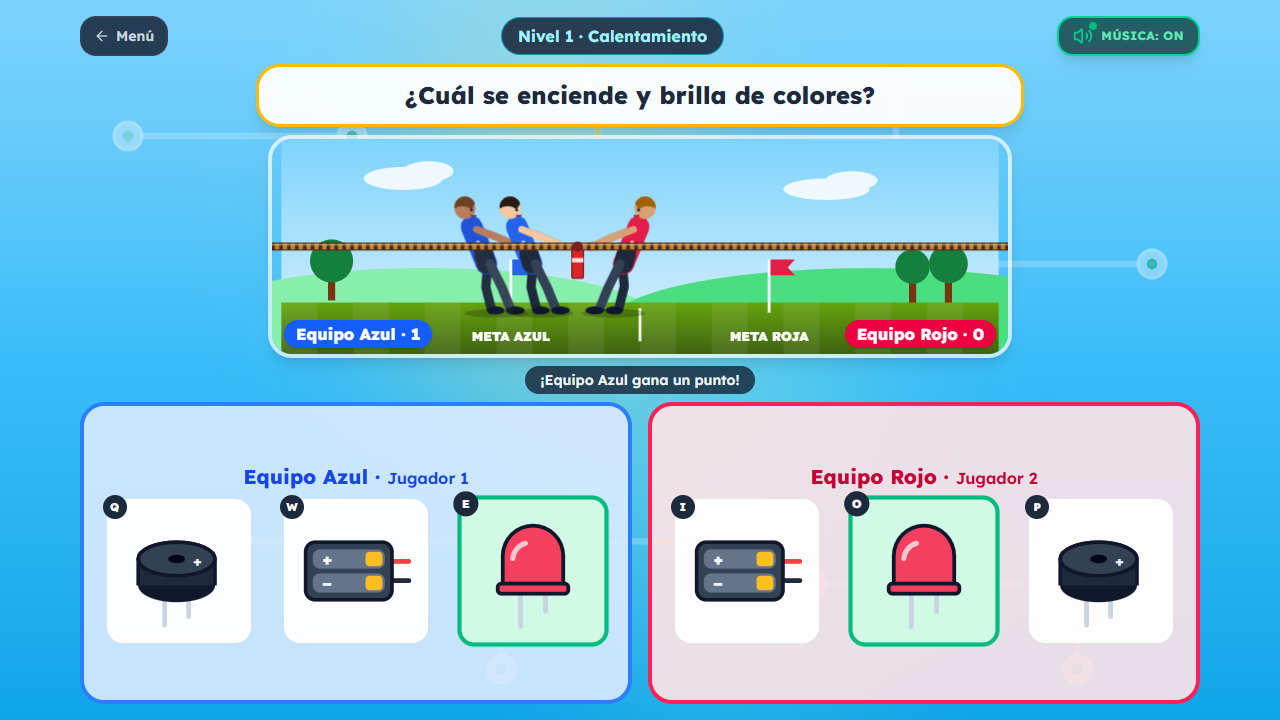 ← Menú
Nivel 1 · Calentamiento
MÚSICA: ON
¿Cuál se enciende y brilla de colores?
Equipo Azul · 1
META AZUL
META ROJA
Equipo Rojo · 0
¡Equipo Azul gana un punto!
Equipo Azul · Jugador 1
Q
W
E
Equipo Rojo · Jugador 2
I
O
P